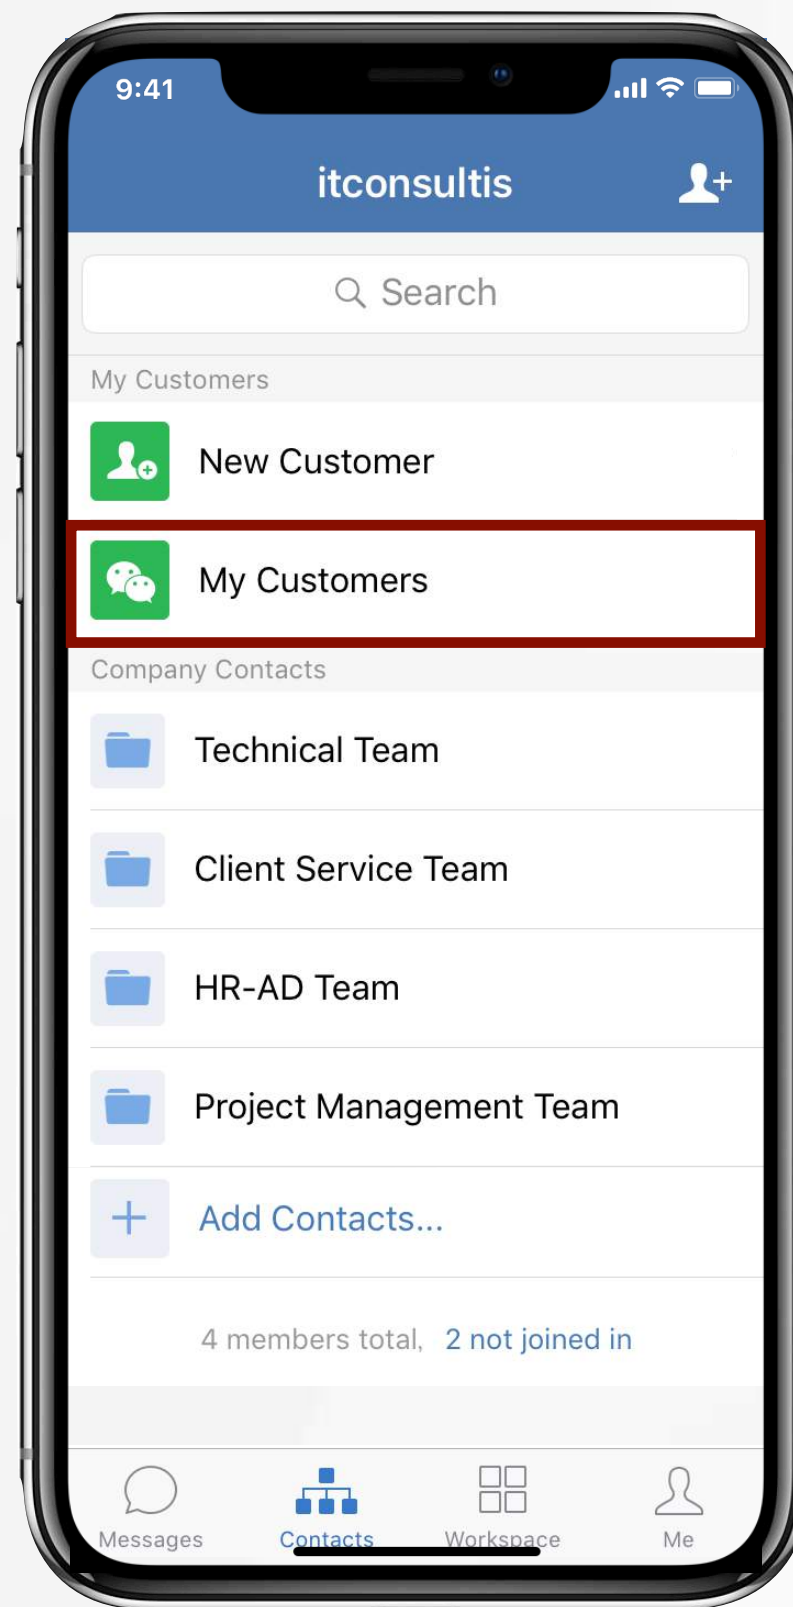 9:41
itconsultis
Search
My Customers
New Customer
My Customers
Company Contacts
Technical Team
Client Service Team
HR-AD Team
Project Management Team
Add Contacts...
4 members total, 2 not joined in
Messages Contacts Workspace Me